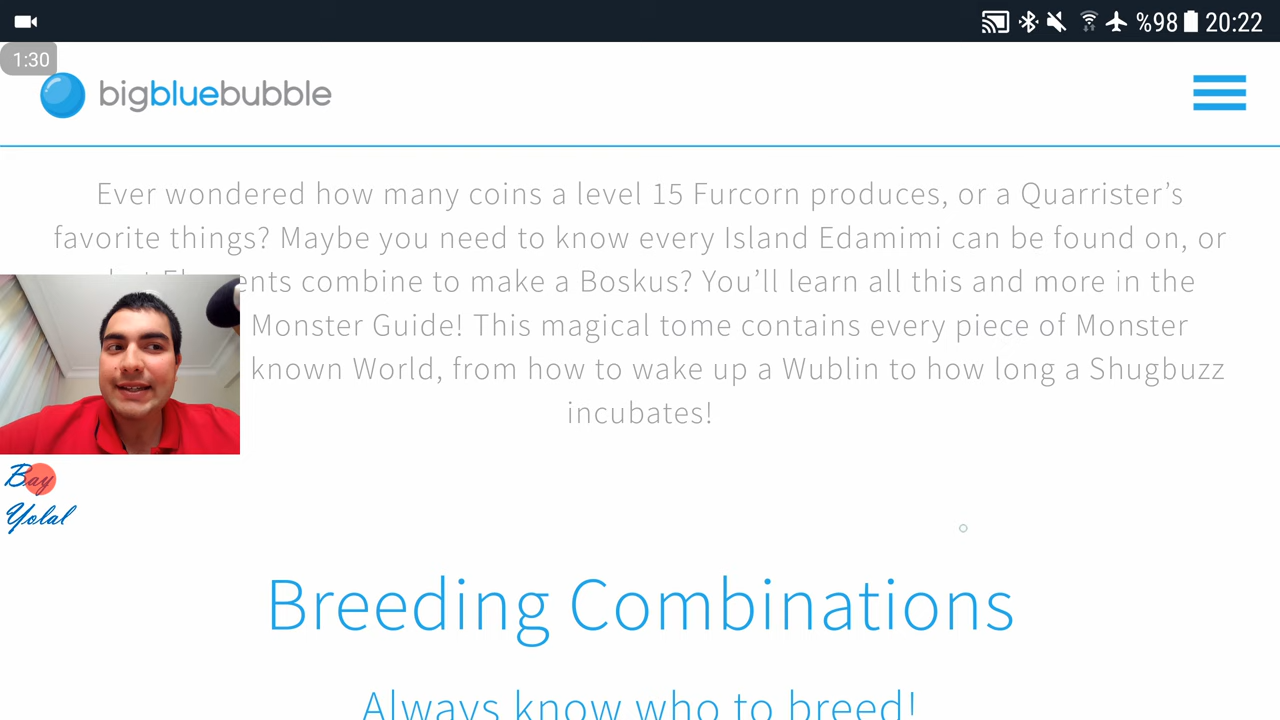 %98 20:22
1:30
bigbluebubble
Ever wondered how many coins a level 15 Furcorn produces, or a Quarrister’s
favorite things? Maybe you need to know every Island Edamimi can be found on, or
combine to make a Boskus? You’ll learn all this and more in the
Monster Guide! This magical tome contains every piece of Monster
known World, from how to wake up a Wublin to how long a Shugbuzz
incubates!
Bay
Yolal
Breeding Combinations
Always know who to breed!